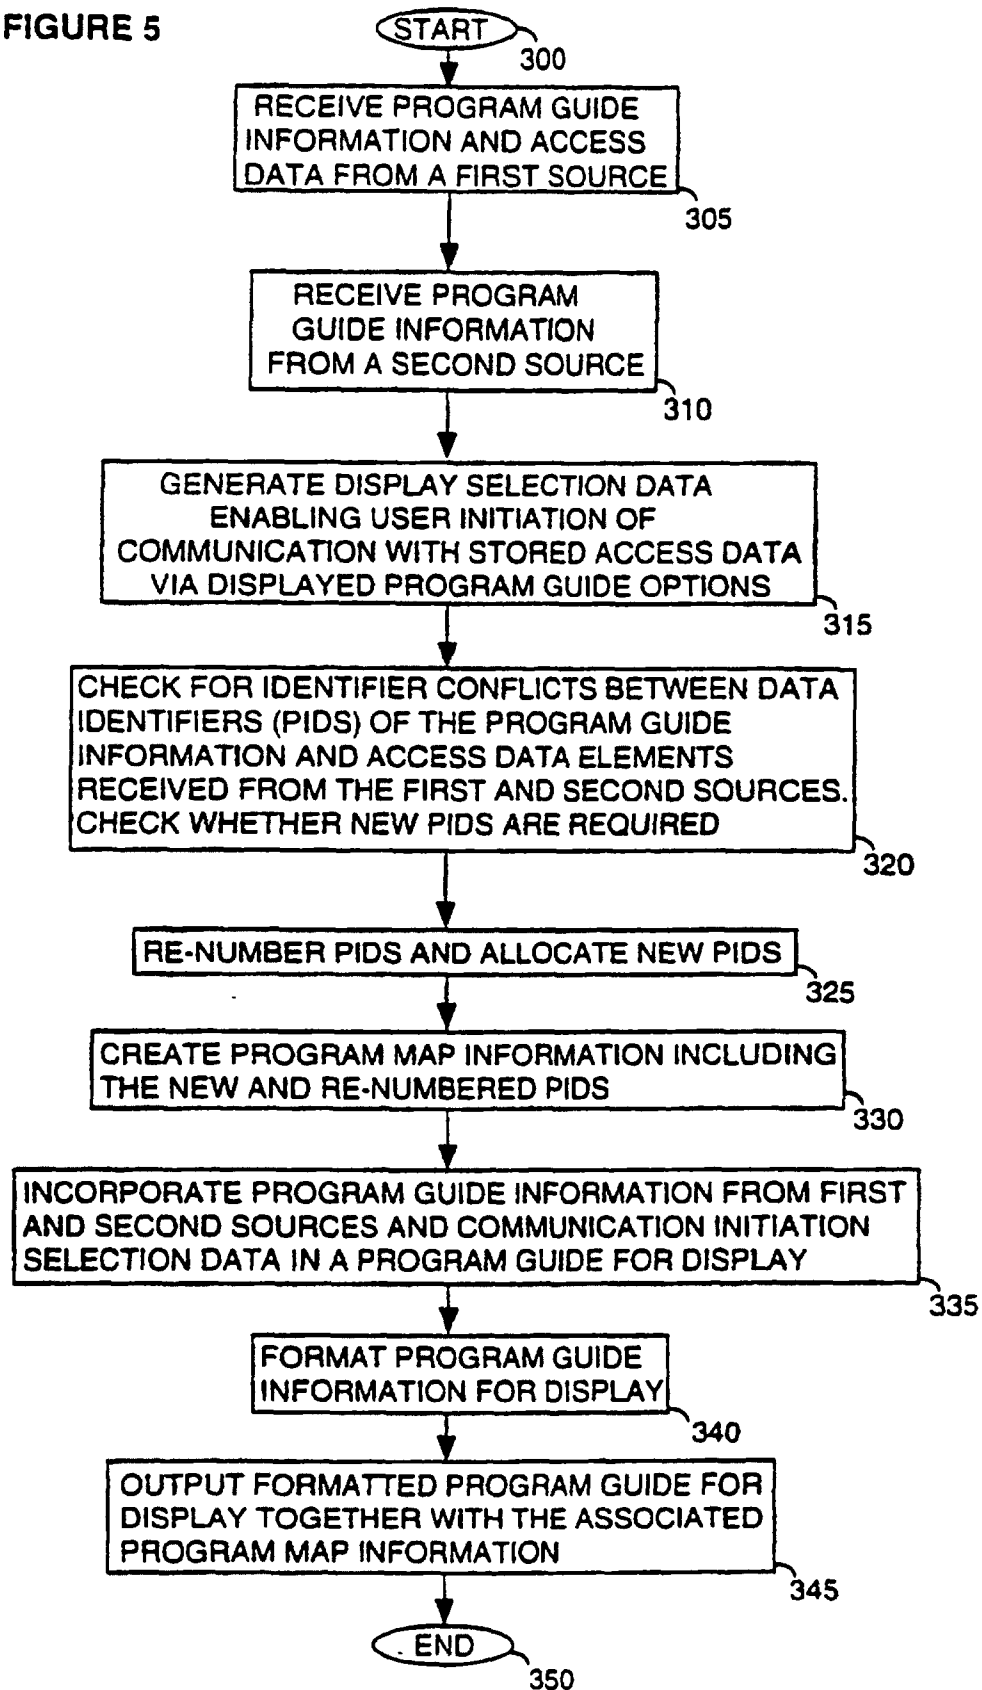 FIGURE 5
START
300
RECEIVE PROGRAM GUIDE
INFORMATION AND ACCESS
DATA FROM A FIRST SOURCE
305
RECEIVE PROGRAM
GUIDE INFORMATION
FROM A SECOND SOURCE
310
GENERATE DISPLAY SELECTION DATA
ENABLING USER INITIATION OF
COMMUNICATION WITH STORED ACCESS DATA
VIA DISPLAYED PROGRAM GUIDE OPTIONS
315
CHECK FOR IDENTIFIER CONFLICTS BETWEEN DATA
IDENTIFIERS (PIDS) OF THE PROGRAM GUIDE
INFORMATION AND ACCESS DATA ELEMENTS
RECEIVED FROM THE FIRST AND SECOND SOURCES.
CHECK WHETHER NEW PIDS ARE REQUIRED
320
RE-NUMBER PIDS AND ALLOCATE NEW PIDS
325
CREATE PROGRAM MAP INFORMATION INCLUDING
THE NEW AND RE-NUMBERED PIDS
330
INCORPORATE PROGRAM GUIDE INFORMATION FROM FIRST
AND SECOND SOURCES AND COMMUNICATION INITIATION
SELECTION DATA IN A PROGRAM GUIDE FOR DISPLAY
335
FORMAT PROGRAM GUIDE
INFORMATION FOR DISPLAY
340
OUTPUT FORMATTED PROGRAM GUIDE FOR
DISPLAY TOGETHER WITH THE ASSOCIATED
PROGRAM MAP INFORMATION
345
END
350